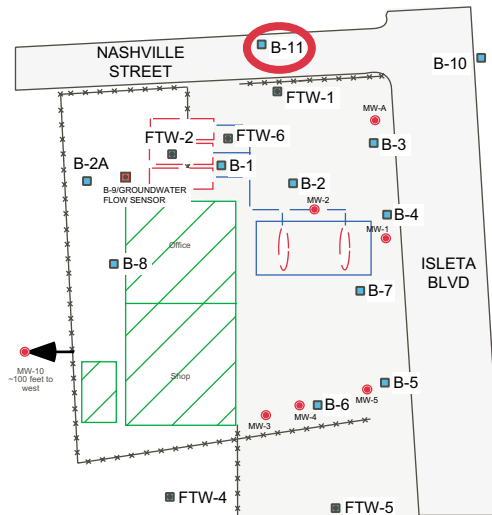 NASHVILLE
STREET
B-11
B-10
FTW-1
MW-A
FTW-2
FTW-6
B-3
B-1
B-2A
B-9/GROUNDWATER
FLOW SENSOR
B-2
MW-2
B-4
MW-1
Office
B-8
ISLETA
BLVD
B-7
MW-10
~100 feet to
west
Shop
B-5
MW-5
B-6
MW-4
MW-3
FTW-4
FTW-5